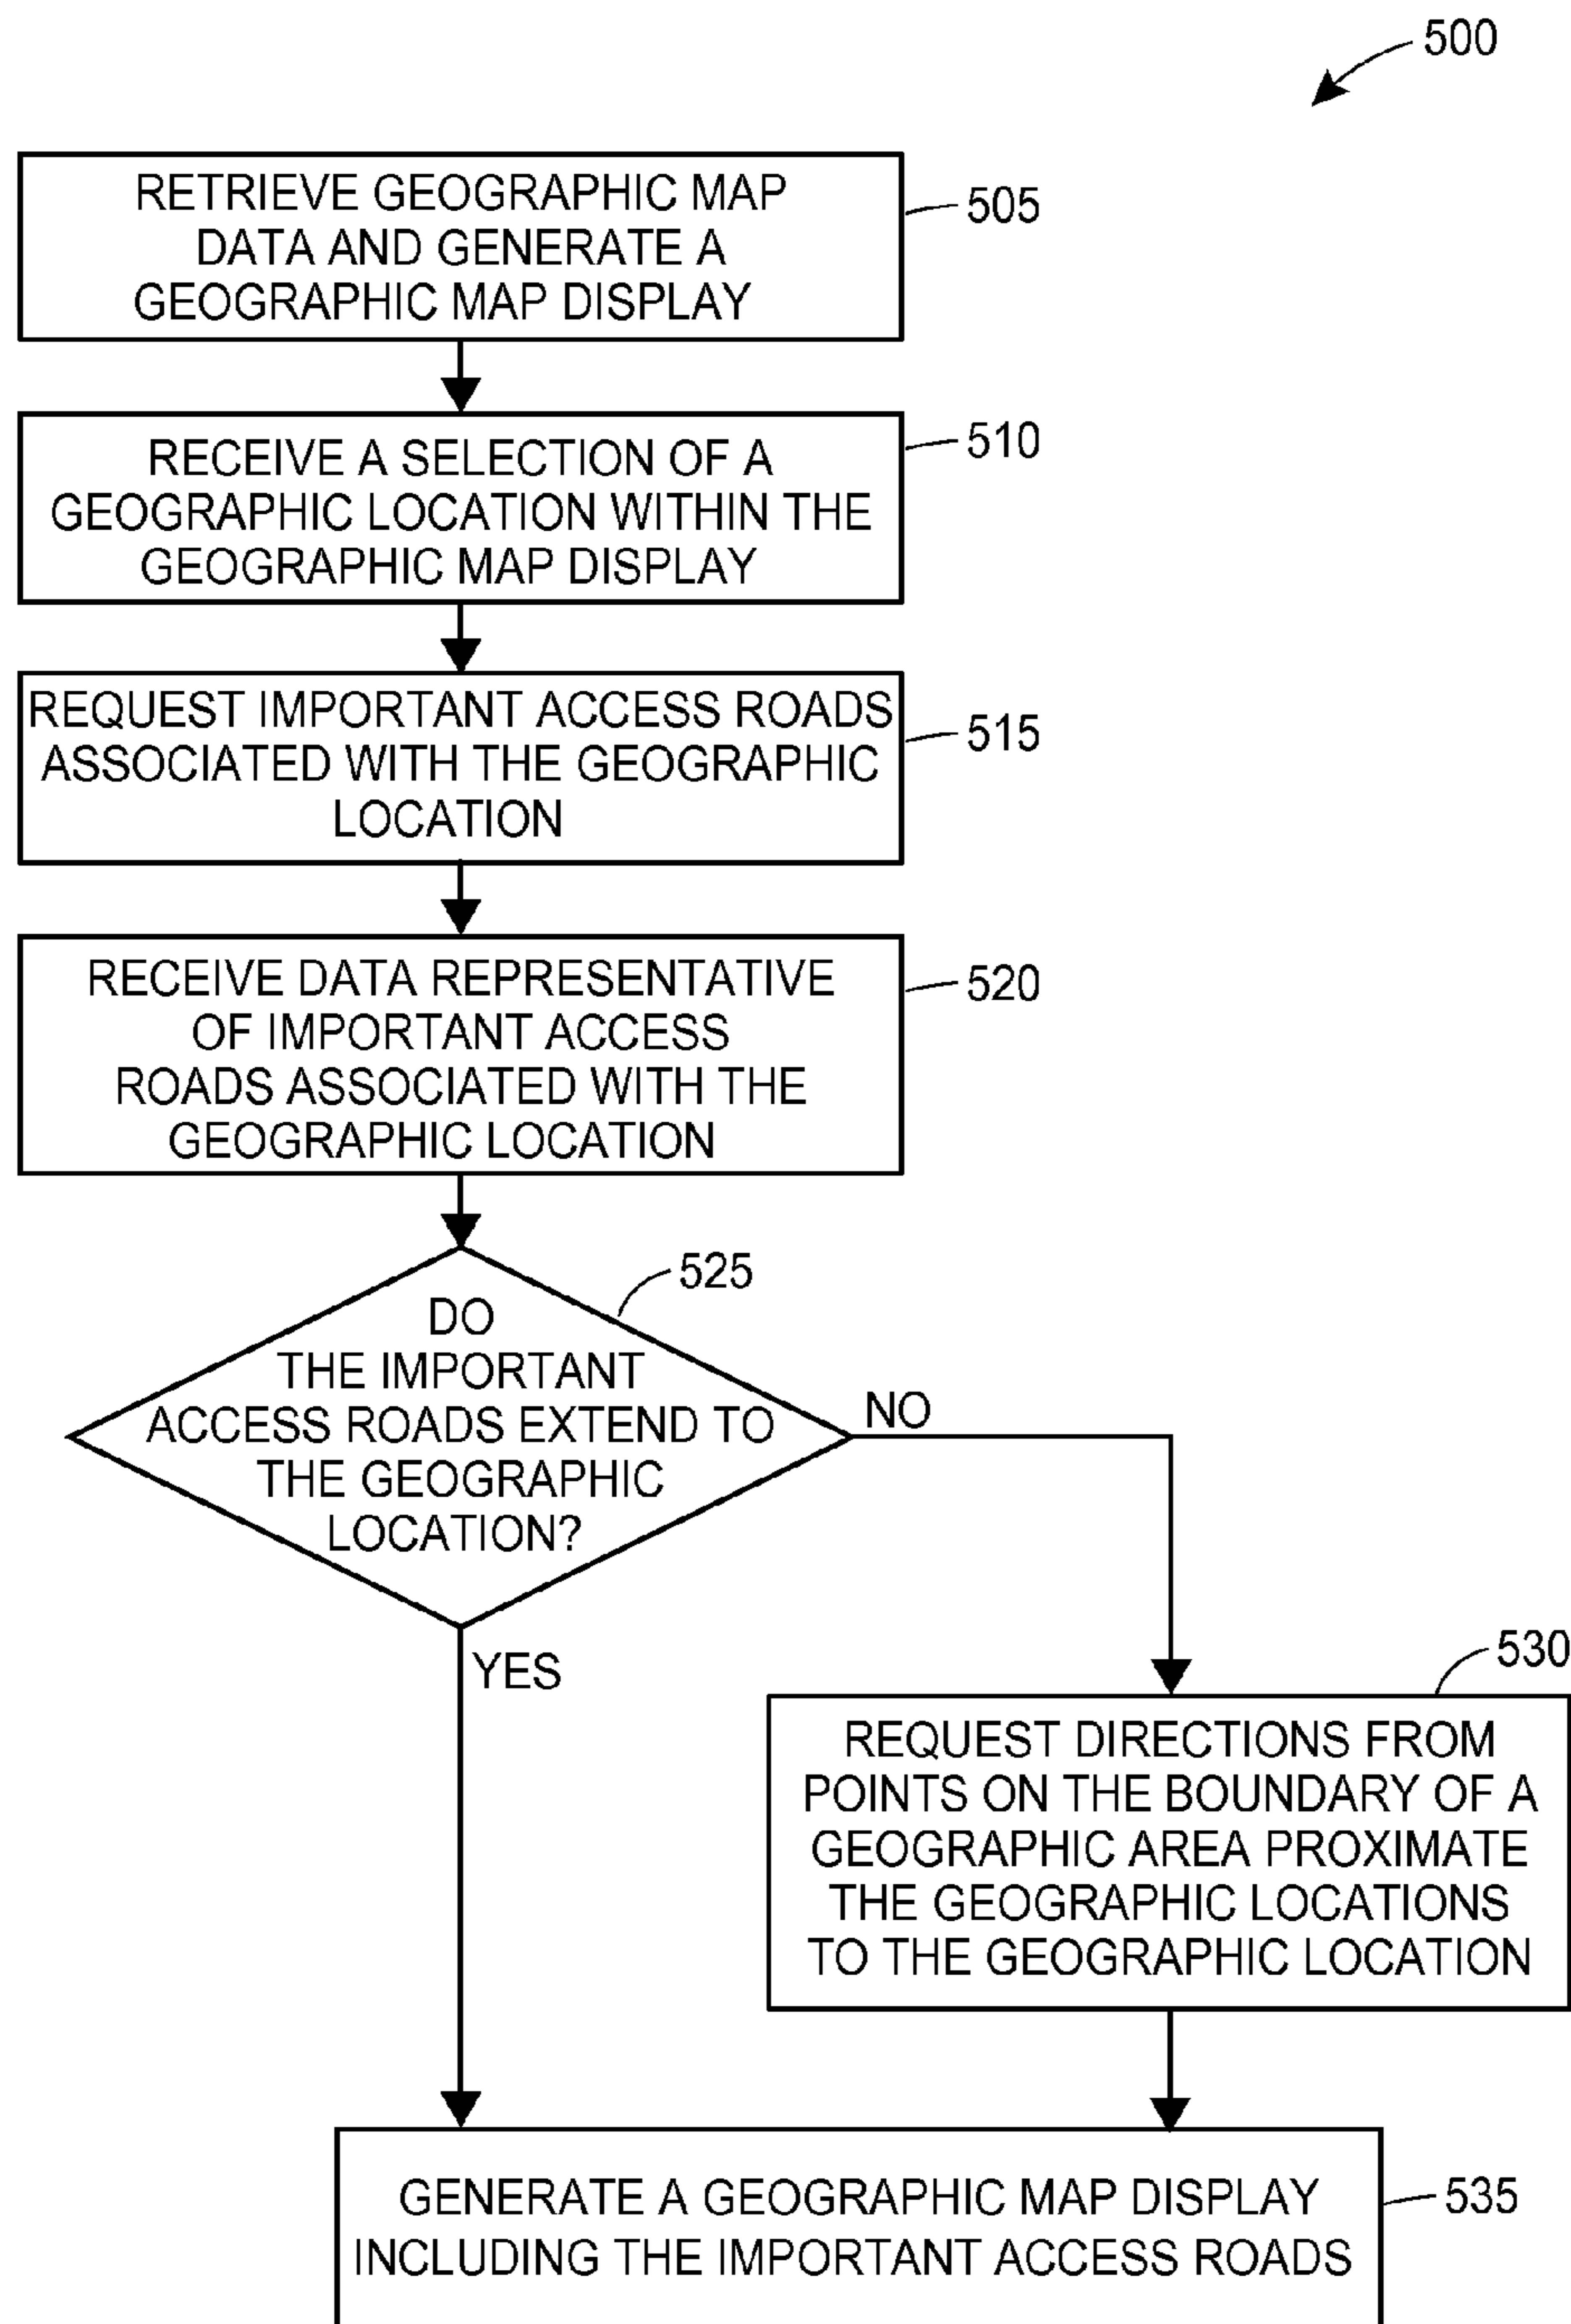 500
RETRIEVE GEOGRAPHIC MAP
DATA AND GENERATE A
GEOGRAPHIC MAP DISPLAY
505
RECEIVE A SELECTION OF A
GEOGRAPHIC LOCATION WITHIN THE
GEOGRAPHIC MAP DISPLAY
510
REQUEST IMPORTANT ACCESS ROADS
ASSOCIATED WITH THE GEOGRAPHIC
LOCATION
515
RECEIVE DATA REPRESENTATIVE
OF IMPORTANT ACCESS
ROADS ASSOCIATED WITH THE
GEOGRAPHIC LOCATION
520
DO
THE IMPORTANT
ACCESS ROADS EXTEND TO
THE GEOGRAPHIC
LOCATION?
525
NO
YES
530
REQUEST DIRECTIONS FROM
POINTS ON THE BOUNDARY OF A
GEOGRAPHIC AREA PROXIMATE
THE GEOGRAPHIC LOCATIONS
TO THE GEOGRAPHIC LOCATION
GENERATE A GEOGRAPHIC MAP DISPLAY
INCLUDING THE IMPORTANT ACCESS ROADS
535